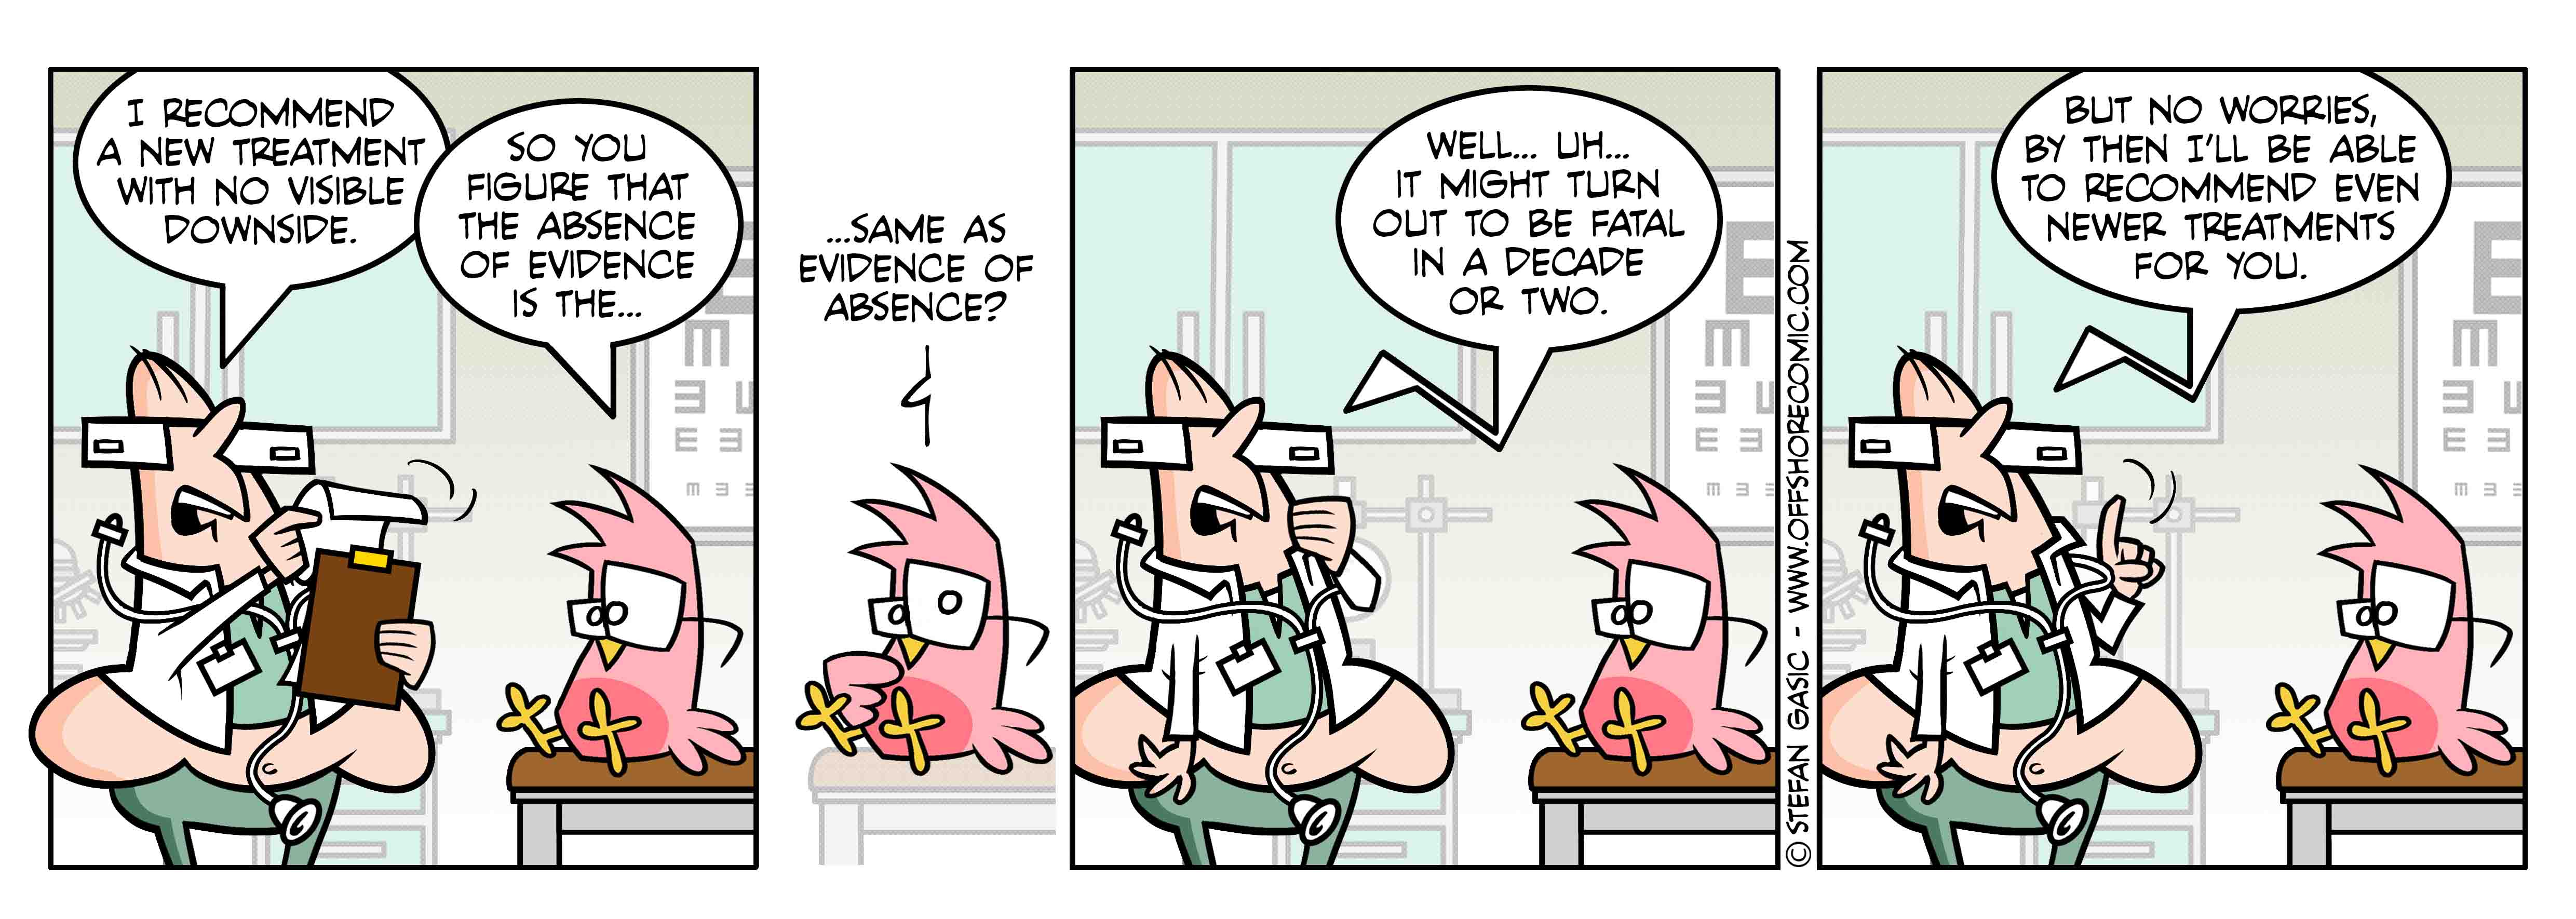 I RECOMMEND
A NEW TREATMENT
WITH NO VISIBLE
DOWNSIDE.
SO YOU
FIGURE THAT
THE ABSENCE
OF EVIDENCE
IS THE...
...SAME AS
EVIDENCE OF
ABSENCE?
WELL... UH...
IT MIGHT TURN
OUT TO BE FATAL
IN A DECADE
OR TWO.
© STEFAN GASIC - WWW.OFFSHORECOMIC.COM
BUT NO WORRIES,
BY THEN I'LL BE ABLE
TO RECOMMEND EVEN
NEWER TREATMENTS
FOR YOU.